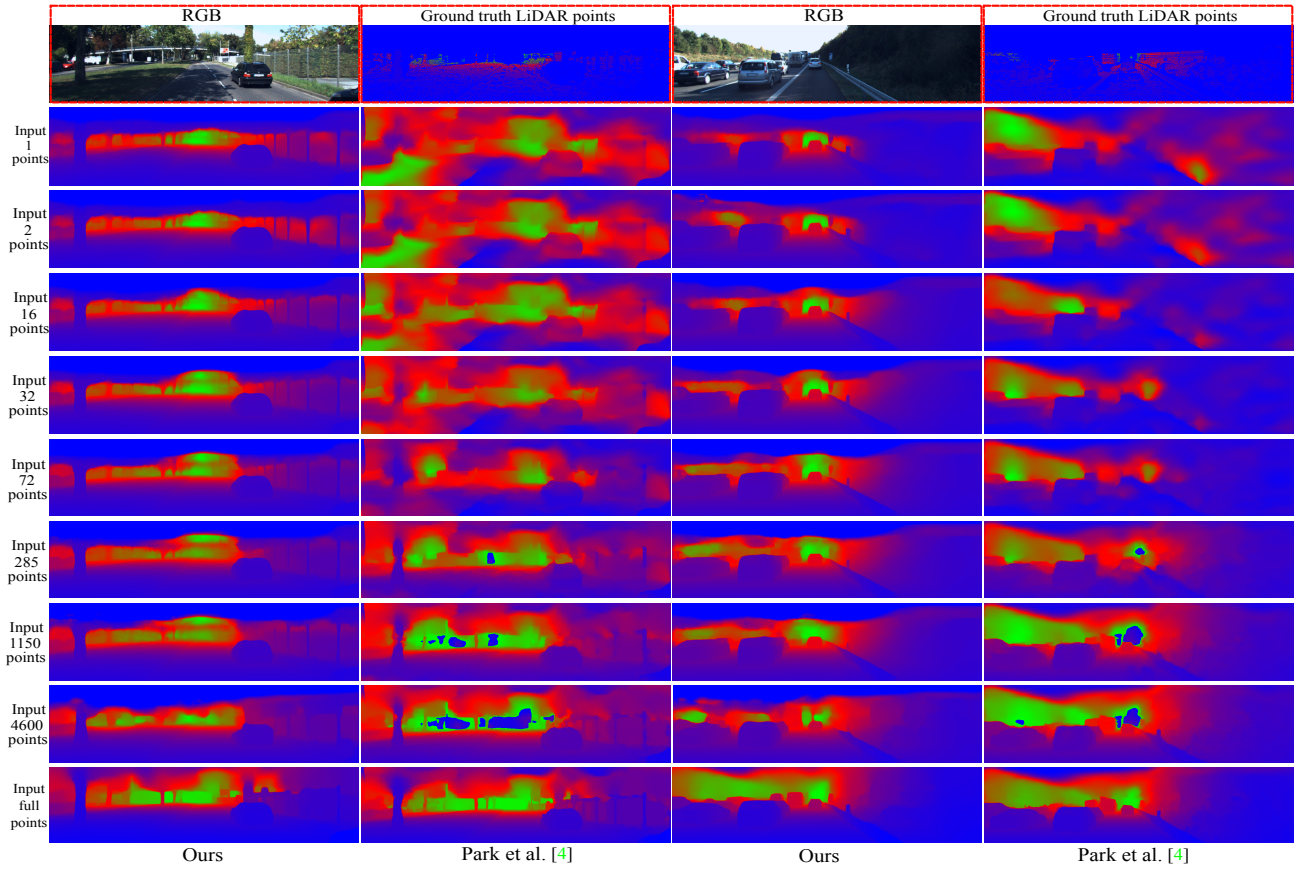 RGB
Ground truth LiDAR points
RGB
Ground truth LiDAR points
Input
1
points
Input
2
points
Input
16
points
Input
32
points
Input
72
points
Input
285
points
Input
1150
points
Input
4600
points
Input
full
points
Ours
Park et al. [4]
Ours
Park et al. [4]